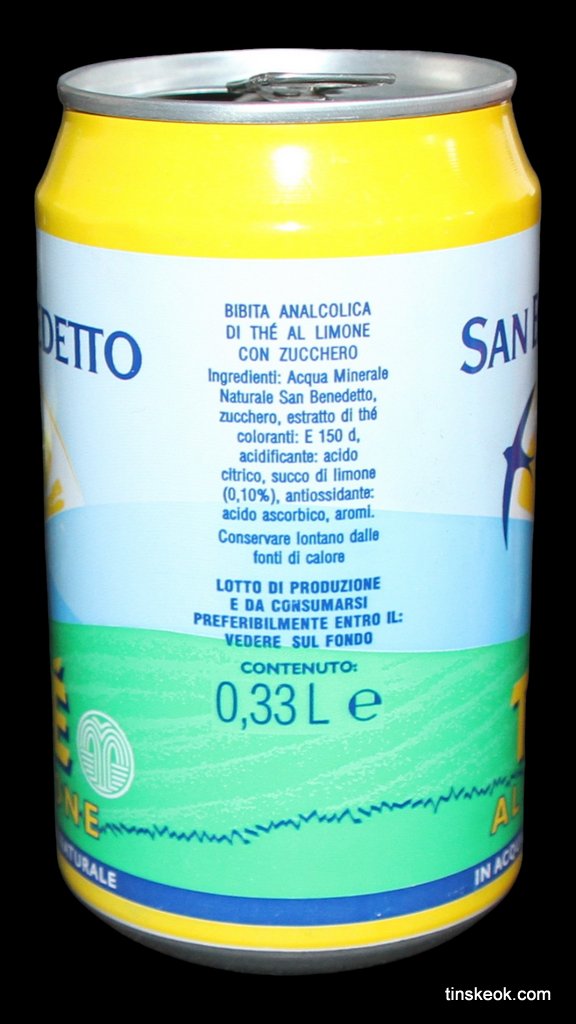 BIBITA ANALCOLICA
DI THÉ AL LIMONE
CON ZUCCHERO
Ingredienti: Acqua Minerale
Naturale San Benedetto,
zucchero, estratto di thé
coloranti: E 150 d,
acidificante: acido
citrico, succo di limone
(0,10%), antiossidante:
acido ascorbico, aromi.
Conservare lontano dalle
fonti di calore
LOTTO DI PRODUZIONE
E DA CONSUMARSI
PREFERIBILMENTE ENTRO IL:
VEDERE SUL FONDO
CONTENUTO:
0,33 L e
EDETTO
SAN
NE
AL
NATURALE
IN ACQU
tinskeok.com